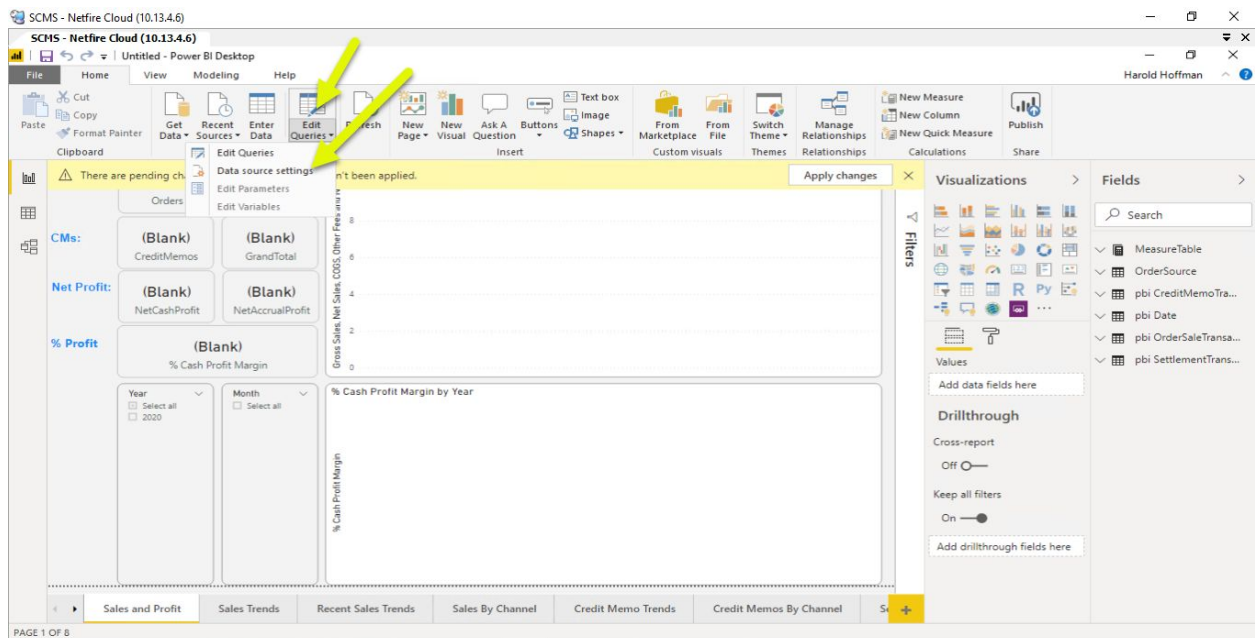 SCMS - Netfire Cloud (10.13.4.6)
SCMS - Netfire Cloud (10.13.4.6)
Untitled - Power BI Desktop
File Home View Modeling Help Harold Hoffman
Paste
Cut
Copy
Format Painter
Clipboard
Get Data
Recent Sources
Enter Data
Edit Queries
New Page
New Visual
Ask A Question
Buttons
Text box
Image
Shapes
Insert
From Marketplace
From File
Custom visuals
Switch Theme
Themes
Manage Relationships
Relationships
New Measure
New Column
New Quick Measure
Calculations
Publish
Share
Edit Queries
Data source settings
Edit Parameters
Edit Variables
There are pending
n't been applied.
Apply changes
Orders
CMs:
(Blank)
CreditMemos
(Blank)
GrandTotal
Net Profit:
(Blank)
NetCashProfit
(Blank)
NetAccrualProfit
% Profit
(Blank)
% Cash Profit Margin
Gross Sales, Net Sales, COGS, Other Fees and N
8
6
4
2
0
Year
Select all
2020
Month
Select all
% Cash Profit Margin by Year
% Cash Profit Margin
Filters
Visualizations
R Py
Values
Add data fields here
Drillthrough
Cross-report
Off
Keep all filters
On
Add drillthrough fields here
Fields
Search
MeasureTable
OrderSource
pbi CreditMemoTra...
pbi Date
pbi OrderSaleTransa...
pbi SettlementTrans...
Sales and Profit Sales Trends Recent Sales Trends Sales By Channel Credit Memo Trends Credit Memos By Channel
PAGE 1 OF 8